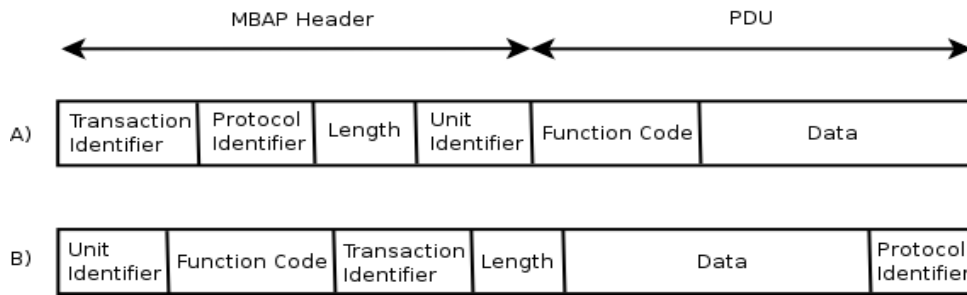 MBAP Header PDU
A) Transaction Identifier Protocol Identifier Length Unit Identifier Function Code Data
B) Unit Identifier Function Code Transaction Identifier Length Data Protocol Identifier